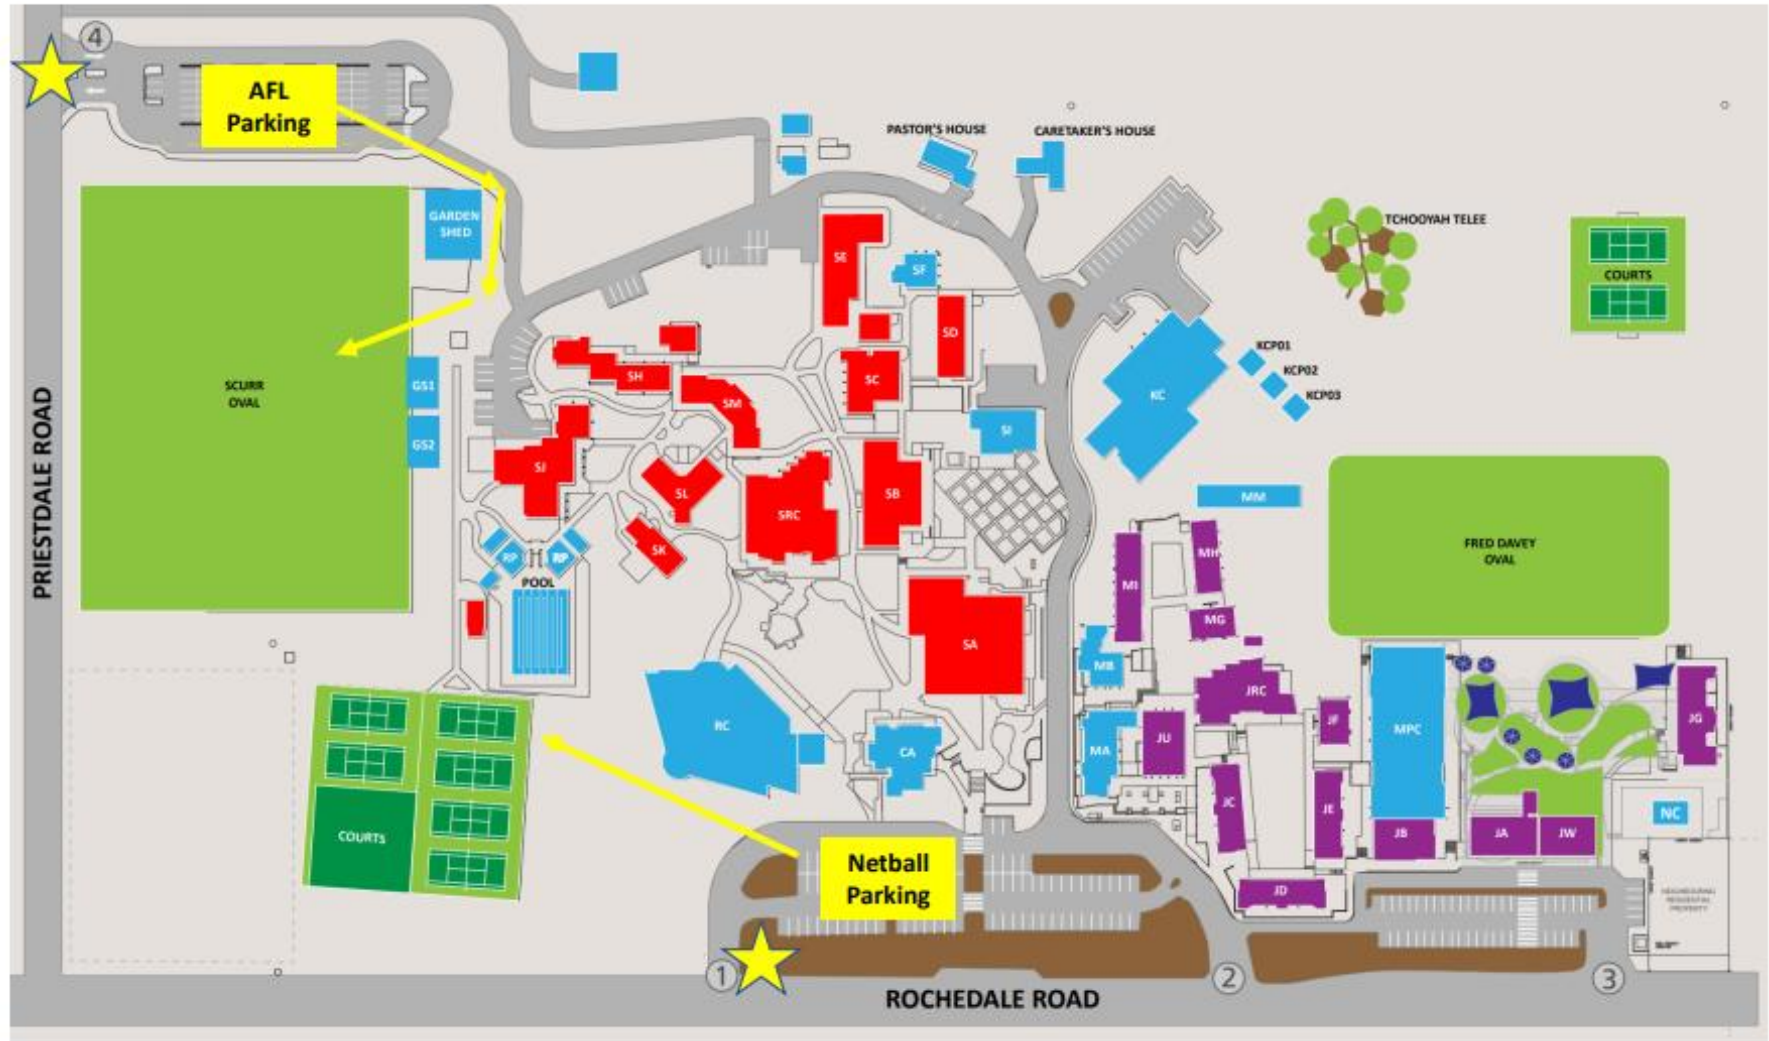 4
AFL
Parking
PASTOR'S HOUSE
CARETAKER'S HOUSE
GARDEN
SHED
TCHOOYAH TELEE
COURTS
SE
SF
SD
SCURR
OVAL
GS1
GS2
SH
SM
SC
SI
KC
KCP01
KCP02
KCP03
PRIESTDALE ROAD
SJ
SL
SRC
SB
SK
MM
FRED DAVEY
OVAL
RP
RP
POOL
MI
MH
MG
SA
MB
JRC
RC
CA
MA
JU
JF
MPC
JG
COURTS
JC
JE
JB
JA
JW
NC
Netball
Parking
JD
NEIGHBOURING
RESIDENTIAL
PROPERTY
1
2
3
ROCHEDALE ROAD